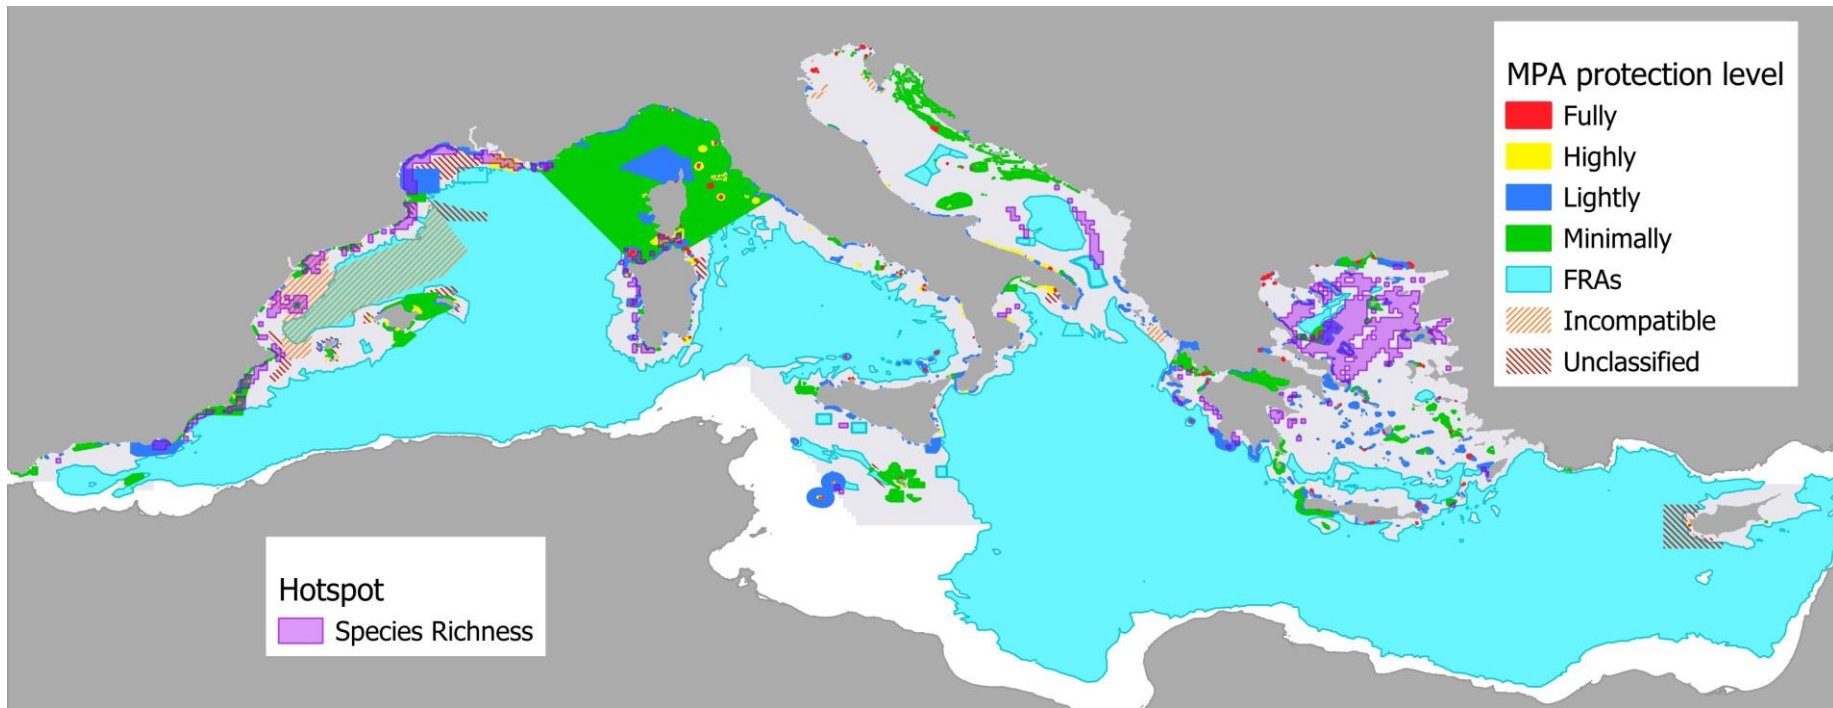 MPA protection level
Fully
Highly
Lightly
Minimally
FRAs
Incompatible
Unclassified
Hotspot
Species Richness